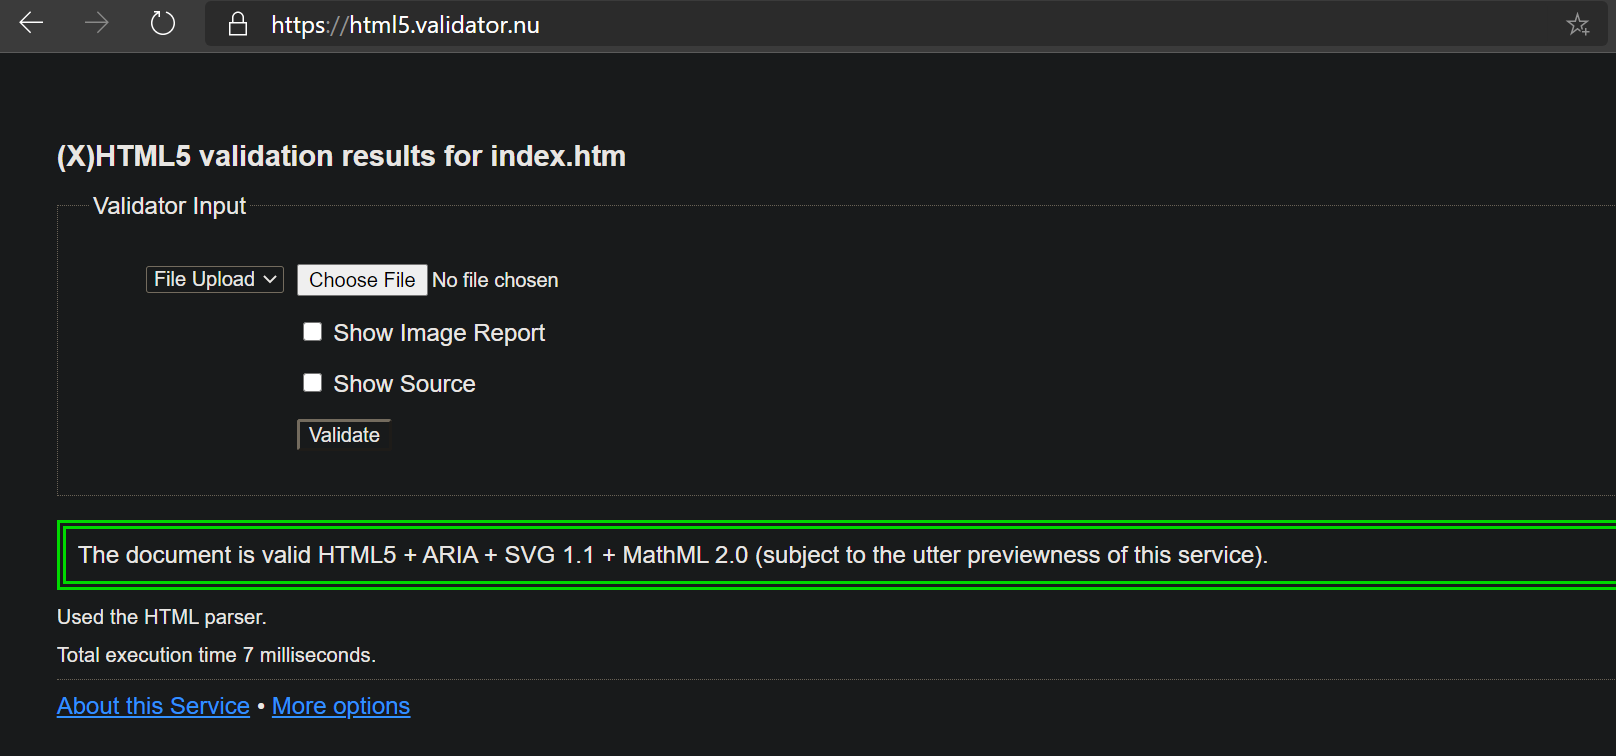 https://html5.validator.nu
(X)HTML5 validation results for index.htm
Validator Input
File Upload Choose File No file chosen
Show Image Report
Show Source
Validate
The document is valid HTML5 + ARIA + SVG 1.1 + MathML 2.0 (subject to the utter previewness of this service).
Used the HTML parser.
Total execution time 7 milliseconds.
About this Service • More options